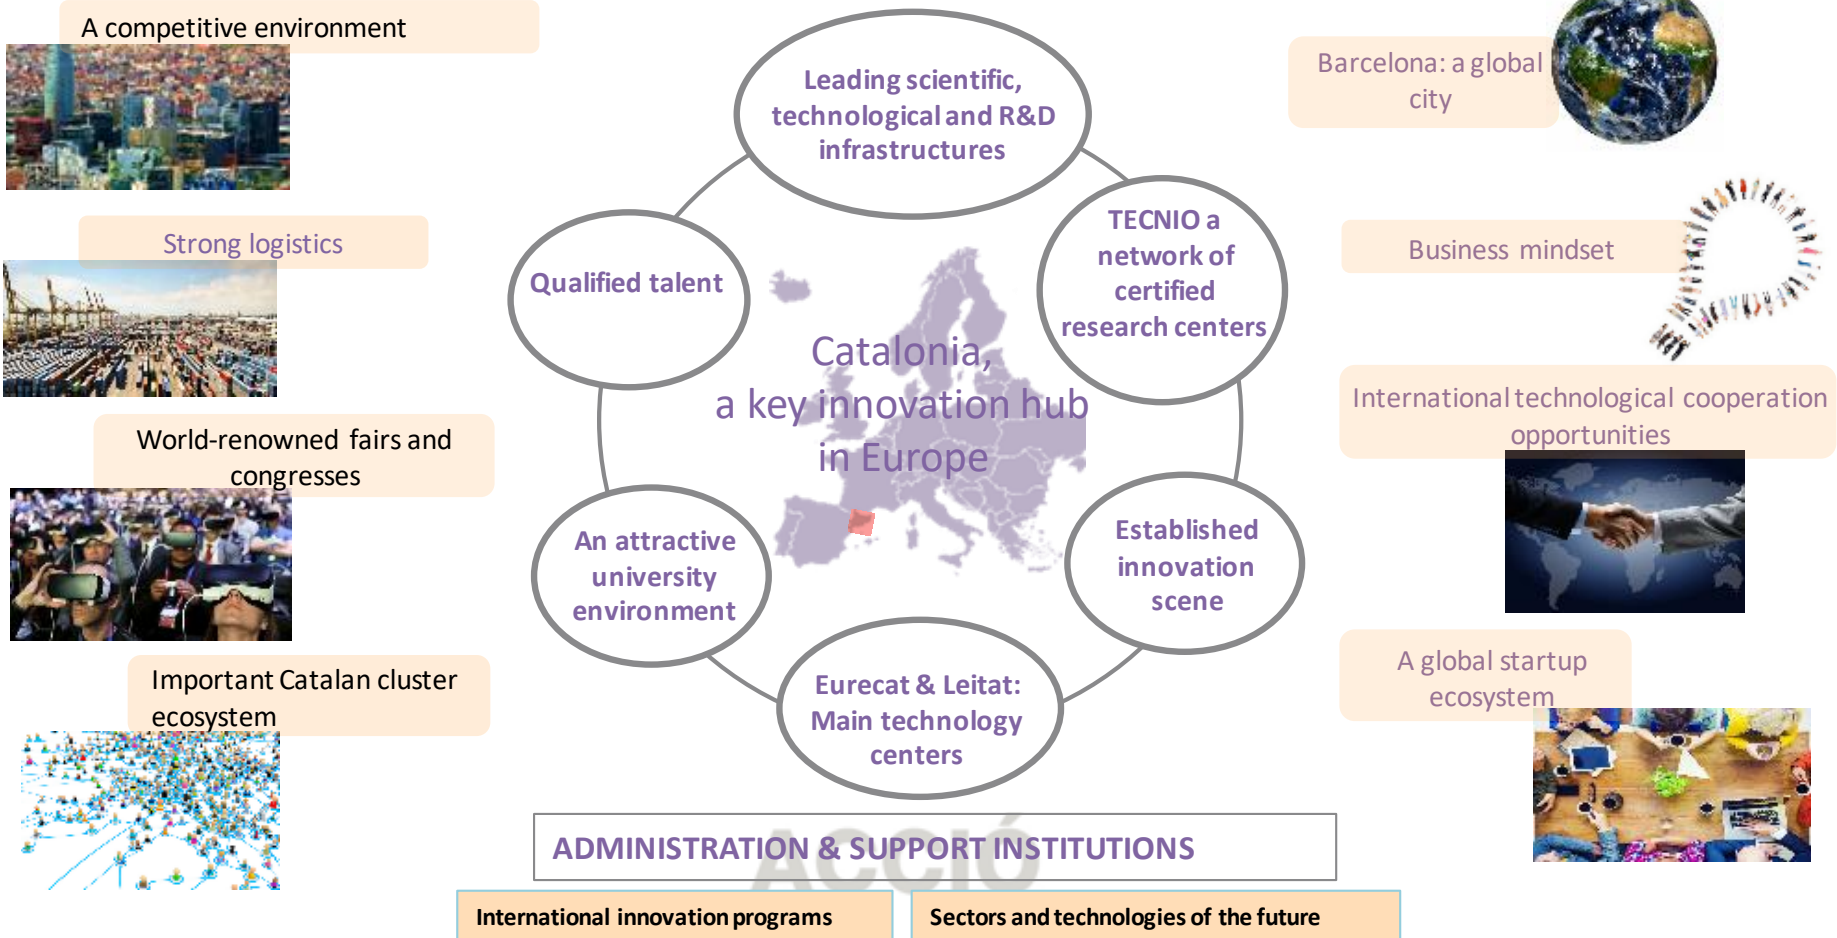 A competitive environment
Strong logistics
World-renowned fairs and
congresses
Important Catalan cluster
ecosystem
Leading scientific,
technological and R&D
infrastructures
Qualified talent
TECNIO a
network of
certified
research centers
Catalonia,
a key innovation hub
in Europe
An attractive
university
environment
Established
innovation
scene
Eurecat & Leitat:
Main technology
centers
Barcelona: a global
city
Business mindset
International technological cooperation
opportunities
A global startup
ecosystem
ADMINISTRATION & SUPPORT INSTITUTIONS
ACCIÓ
International innovation programs
Sectors and technologies of the future